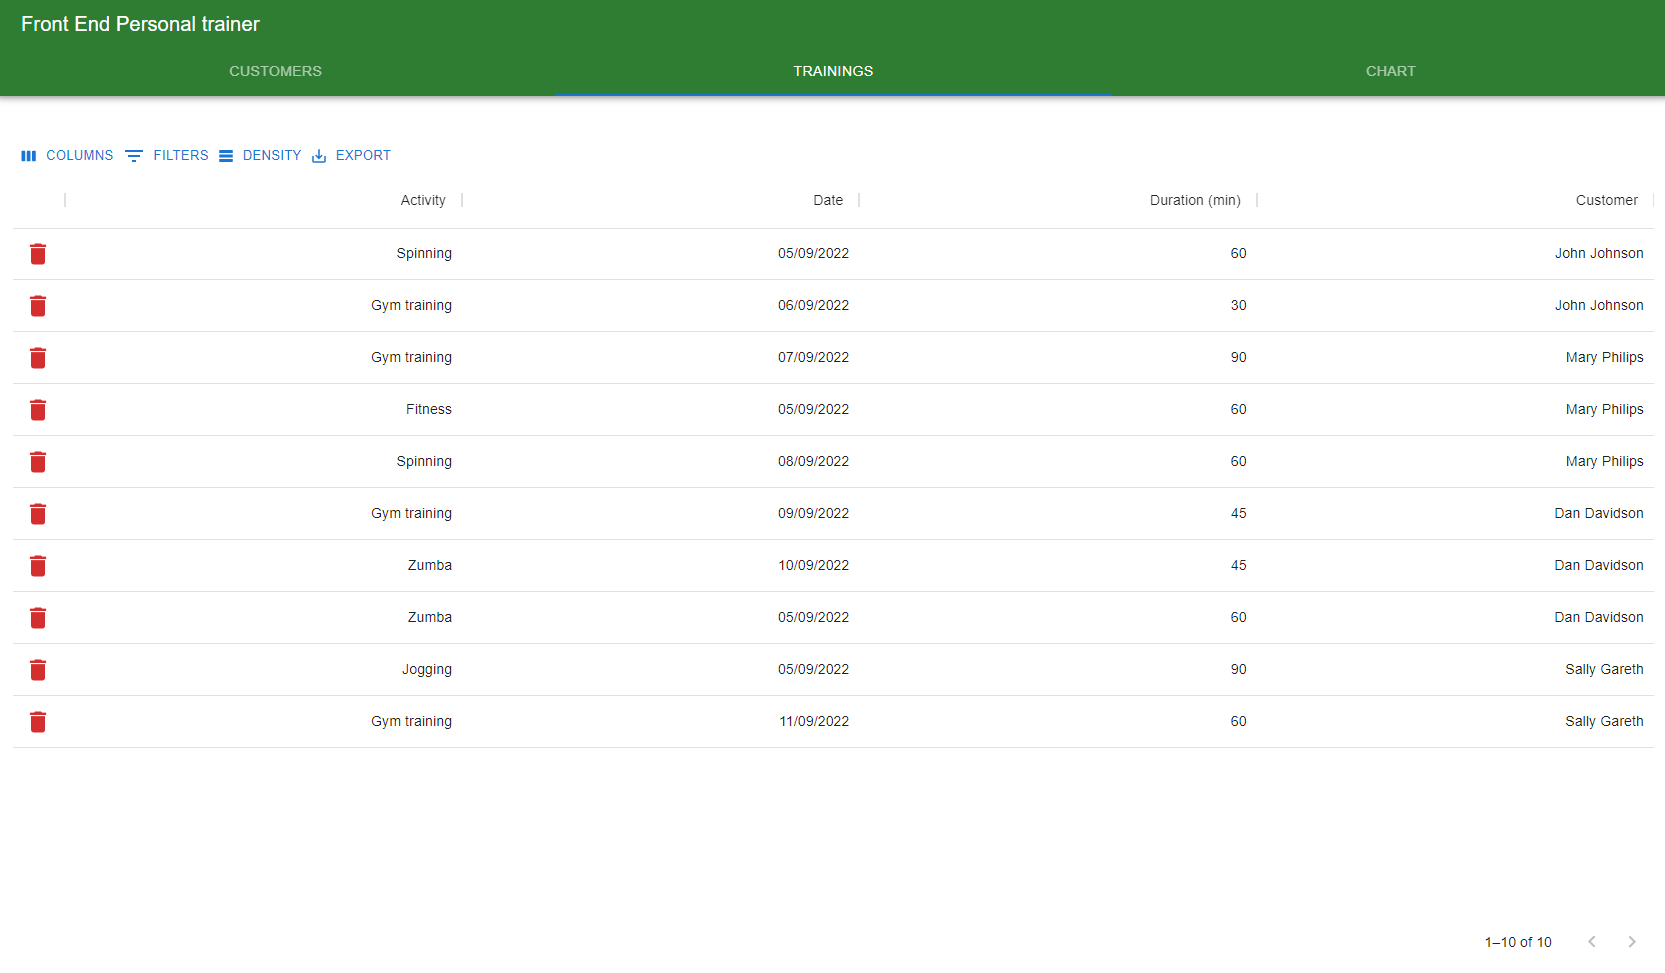 Front End Personal trainer
CUSTOMERS TRAININGS CHART
COLUMNS FILTERS DENSITY EXPORT
Activity Date Duration (min) Customer
Spinning 05/09/2022 60 John Johnson
Gym training 06/09/2022 30 John Johnson
Gym training 07/09/2022 90 Mary Philips
Fitness 05/09/2022 60 Mary Philips
Spinning 08/09/2022 60 Mary Philips
Gym training 09/09/2022 45 Dan Davidson
Zumba 10/09/2022 45 Dan Davidson
Zumba 05/09/2022 60 Dan Davidson
Jogging 05/09/2022 90 Sally Gareth
Gym training 11/09/2022 60 Sally Gareth
1–10 of 10